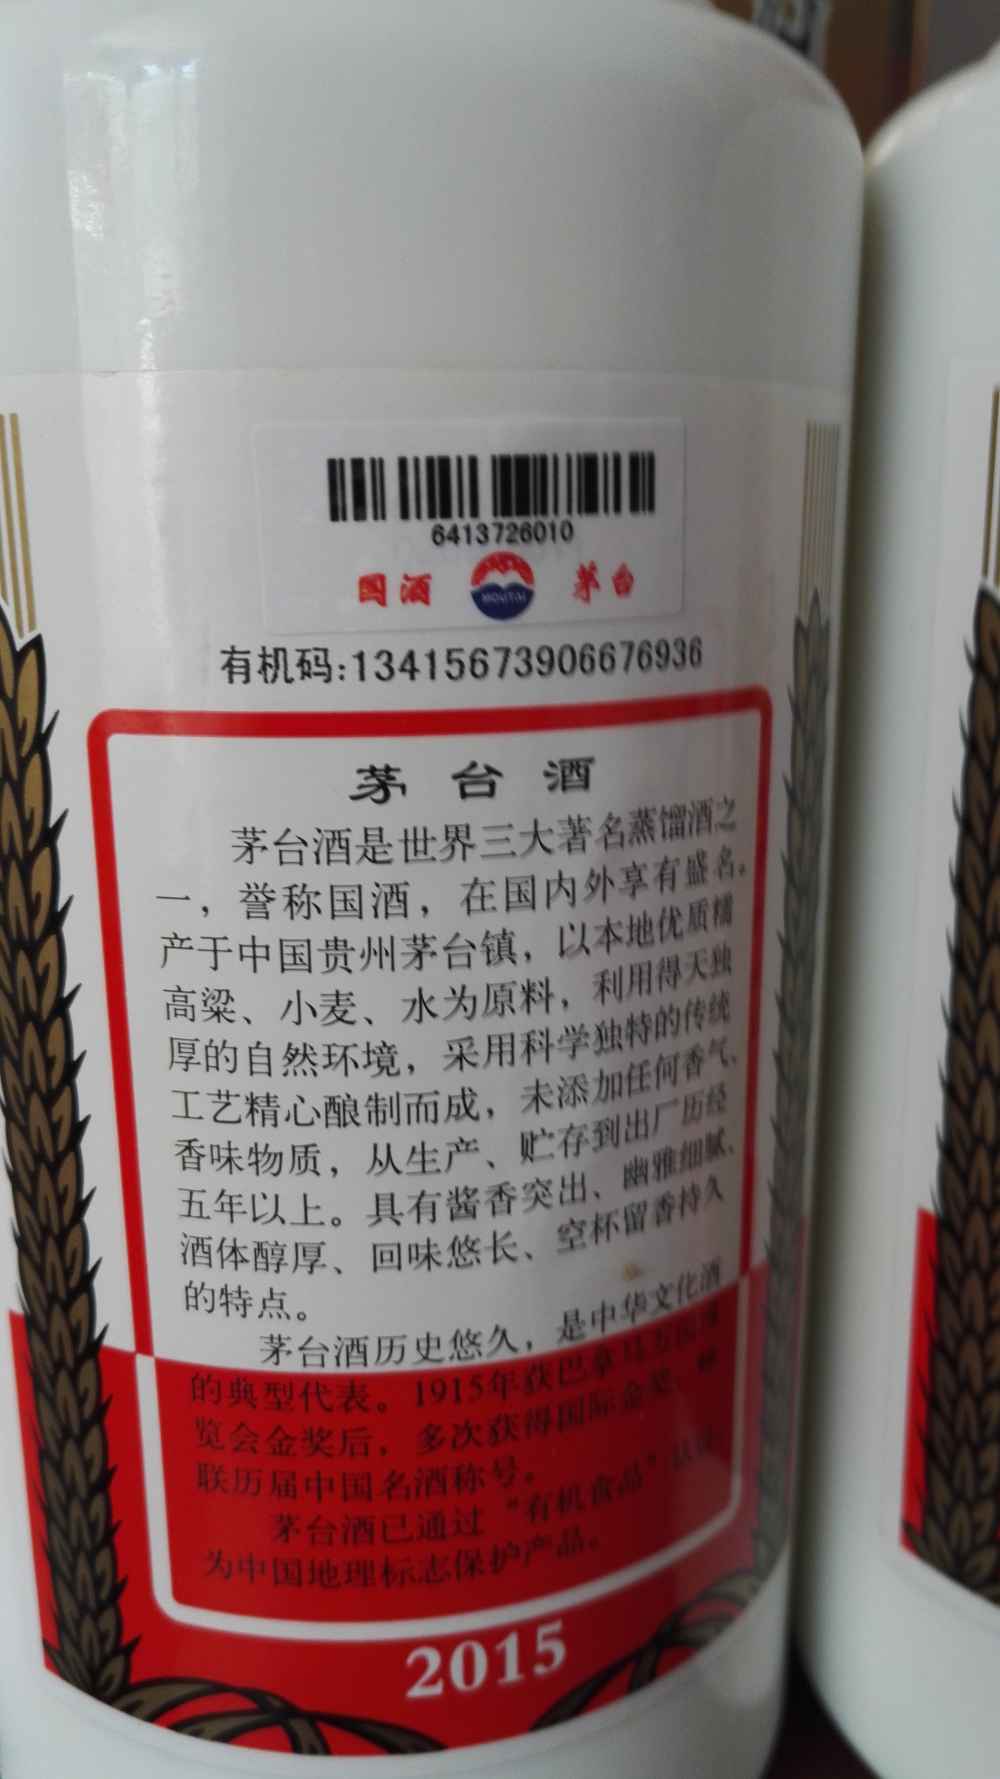 6413726010
国酒 MOUTAI 茅台
有机码:13415673906676936
茅台酒
茅台酒是世界三大著名蒸馏酒之
一，誉称国酒，在国内外享有盛名。
产于中国贵州茅台镇，以本地优质糯
高粱、小麦、水为原料，利用得天独
厚的自然环境，采用科学独特的传统
工艺精心酿制而成，未添加任何香气、
香味物质，从生产、贮存到出厂历经
五年以上。具有酱香突出、幽雅细腻、
酒体醇厚、回味悠长、空杯留香持久
的特点。
茅台酒历史悠久，是中华文化酒
的典型代表。1915年获巴拿马万
览会金奖后，多次获得国际金奖、
联历届中国名酒称号。
茅台酒已通过“有机食品”认
为中国地理标志保护产品。
2015